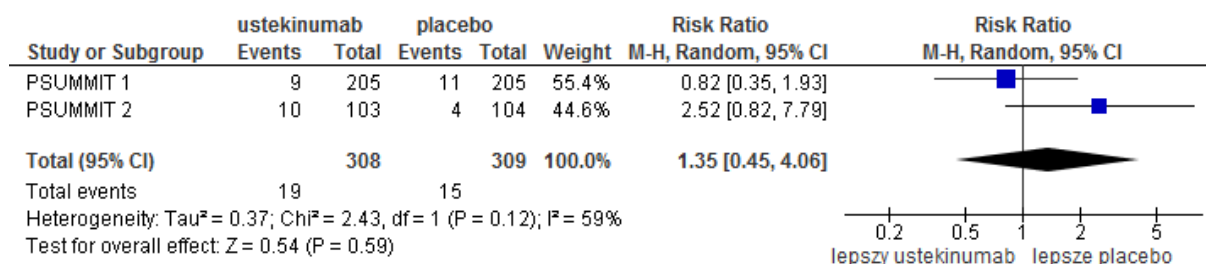 ustekinumab placebo Risk Ratio Risk Ratio
Study or Subgroup Events Total Events Total Weight M-H, Random, 95% CI M-H, Random, 95% CI
PSUMMIT 1 9 205 11 205 55.4% 0.82 [0.35, 1.93]
PSUMMIT 2 10 103 4 104 44.6% 2.52 [0.82, 7.79]
Total (95% CI) 308 309 100.0% 1.35 [0.45, 4.06]
Total events 19 15
Heterogeneity: Tau² = 0.37; Chi² = 2.43, df = 1 (P = 0.12); I² = 59%
Test for overall effect: Z = 0.54 (P = 0.59)
0.2 0.5 1 2 5
lepszy ustekinumab lepsze placebo